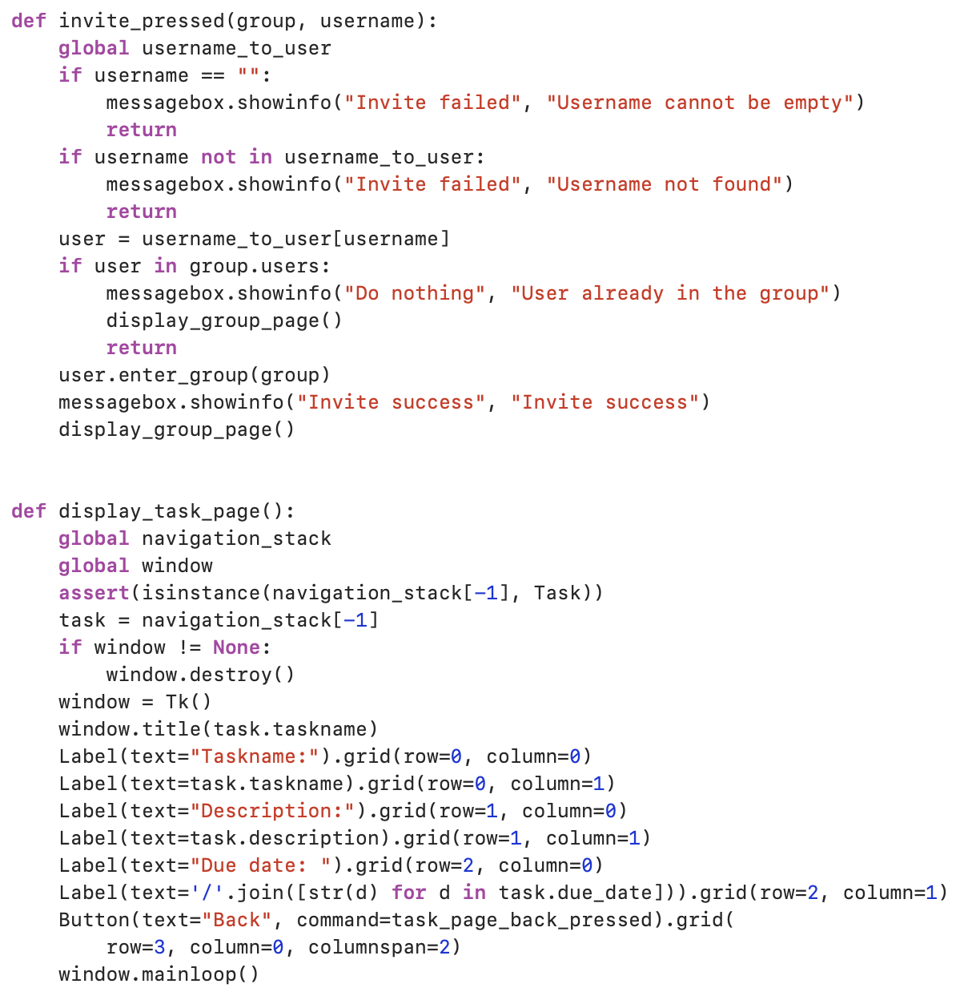 def invite_pressed(group, username):
    global username_to_user
    if username == "":
        messagebox.showinfo("Invite failed", "Username cannot be empty")
        return
    if username not in username_to_user:
        messagebox.showinfo("Invite failed", "Username not found")
        return
    user = username_to_user[username]
    if user in group.users:
        messagebox.showinfo("Do nothing", "User already in the group")
        display_group_page()
        return
    user.enter_group(group)
    messagebox.showinfo("Invite success", "Invite success")
    display_group_page()


def display_task_page():
    global navigation_stack
    global window
    assert(isinstance(navigation_stack[-1], Task))
    task = navigation_stack[-1]
    if window != None:
        window.destroy()
    window = Tk()
    window.title(task.taskname)
    Label(text="Taskname:").grid(row=0, column=0)
    Label(text=task.taskname).grid(row=0, column=1)
    Label(text="Description:").grid(row=1, column=0)
    Label(text=task.description).grid(row=1, column=1)
    Label(text="Due date: ").grid(row=2, column=0)
    Label(text='/'.join([str(d) for d in task.due_date])).grid(row=2, column=1)
    Button(text="Back", command=task_page_back_pressed).grid(
        row=3, column=0, columnspan=2)
    window.mainloop()